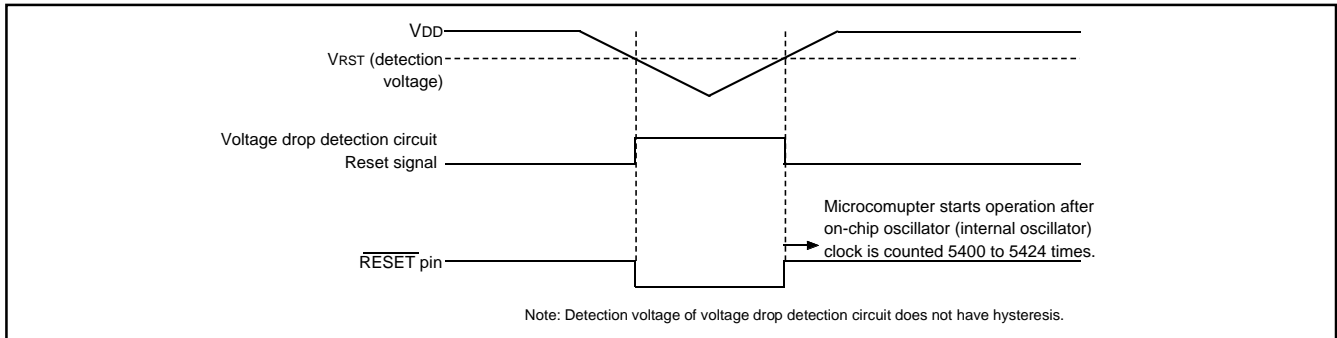 VDD
VRST (detection
voltage)
Voltage drop detection circuit
Reset signal
Microcomupter starts operation after
on-chip oscillator (internal oscillator)
clock is counted 5400 to 5424 times.
RESET pin
Note: Detection voltage of voltage drop detection circuit does not have hysteresis.